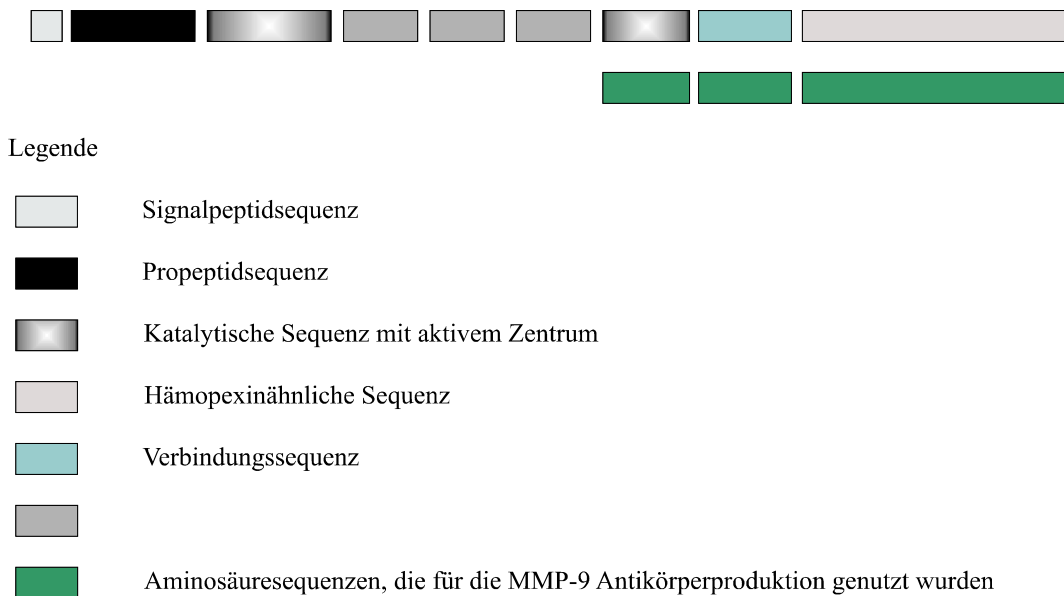 Legende
Signalpeptidsequenz
Propeptidsequenz
Katalytische Sequenz mit aktivem Zentrum
Hämopexinähnliche Sequenz
Verbindungssequenz
Aminosäuresequenzen, die für die MMP-9 Antikörperproduktion genutzt wurden